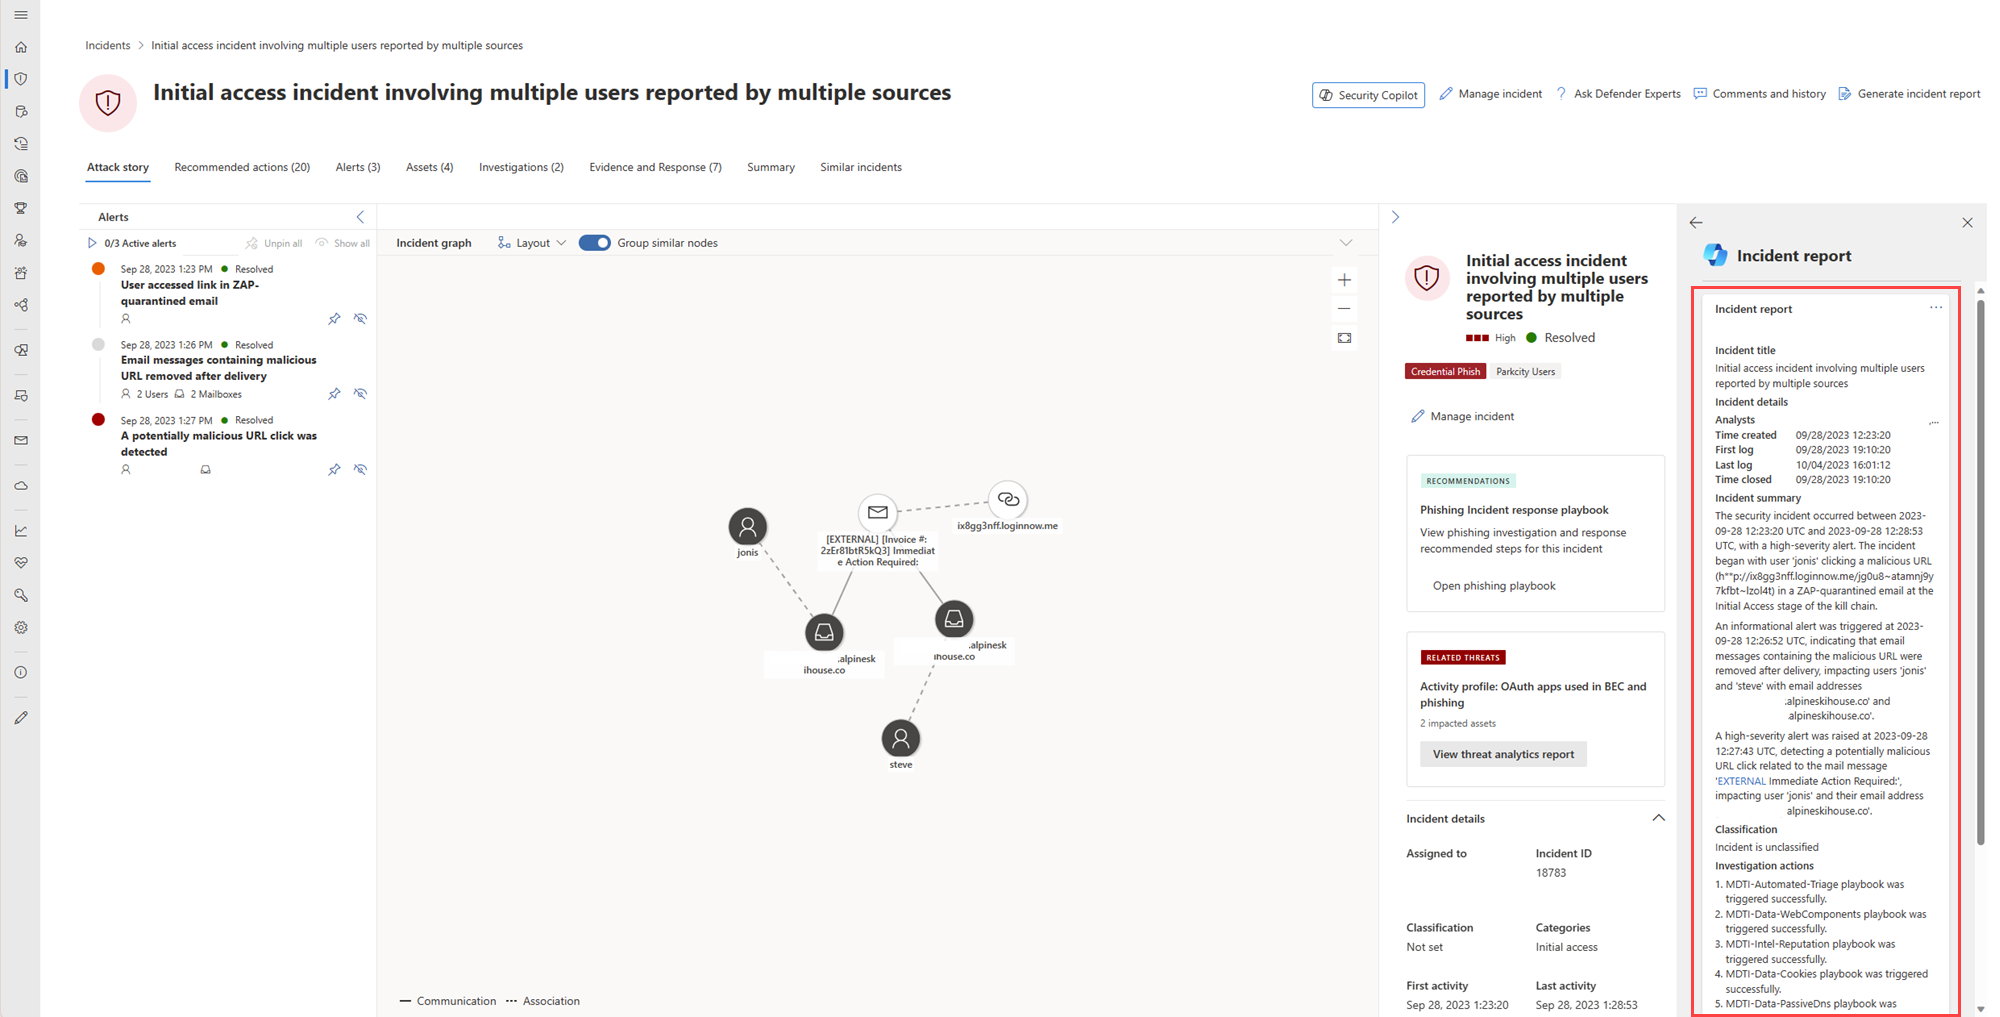 Incidents > Initial access incident involving multiple users reported by multiple sources
Initial access incident involving multiple users reported by multiple sources
Security Copilot
Manage incident
? Ask Defender Experts
Comments and history
Generate incident report
Attack story
Recommended actions (20)
Alerts (3)
Assets (4)
Investigations (2)
Evidence and Response (7)
Summary
Similar incidents
Alerts
0/3 Active alerts
Unpin all
Show all
Sep 28, 2023 1:23 PM
Resolved
User accessed link in ZAP-
quarantined email
Sep 28, 2023 1:26 PM
Resolved
Email messages containing malicious
URL removed after delivery
2 Users
2 Mailboxes
Sep 28, 2023 1:27 PM
Resolved
A potentially malicious URL click was
detected
Incident graph
Layout
Group similar nodes
jonis
[EXTERNAL] [Invoice #:
2zEr81btR5kQ3] Immediat
e Action Required:
ix8gg3nff.loginnow.me
.alpinesk
ihouse.co
.alpinesk
ihouse.co
steve
Communication
Association
Initial access incident
involving multiple users
reported by multiple
sources
High
Resolved
Credential Phish
Parkcity Users
Manage incident
RECOMMENDATIONS
Phishing Incident response playbook
View phishing investigation and response
recommended steps for this incident
Open phishing playbook
RELATED THREATS
Activity profile: OAuth apps used in BEC and
phishing
2 impacted assets
View threat analytics report
Incident details
Assigned to
Incident ID
18783
Classification
Categories
Not set
Initial access
First activity
Last activity
Sep 28, 2023 1:23:20
Sep 28, 2023 1:28:53
Incident report
Incident report
...
Incident title
Initial access incident involving multiple users
reported by multiple sources
Incident details
Analysts
,...
Time created 09/28/2023 12:23:20
First log 09/28/2023 19:10:20
Last log 10/04/2023 16:01:12
Time closed 09/28/2023 19:10:20
Incident summary
The security incident occurred between 2023-
09-28 12:23:20 UTC and 2023-09-28 12:28:53
UTC, with a high-severity alert. The incident
began with user 'jonis' clicking a malicious URL
(h**p://ix8gg3nff.loginnow.me/jg0u8~atamnj9y
7kfbt~lzol4t) in a ZAP-quarantined email at the
Initial Access stage of the kill chain.
An informational alert was triggered at 2023-
09-28 12:26:52 UTC, indicating that email
messages containing the malicious URL were
removed after delivery, impacting users 'jonis'
and 'steve' with email addresses
.alpineskihouse.co' and
.alpineskihouse.co'.
A high-severity alert was raised at 2023-09-28
12:27:43 UTC, detecting a potentially malicious
URL click related to the mail message
'EXTERNAL Immediate Action Required:',
impacting user 'jonis' and their email address
alpineskihouse.co'.
Classification
Incident is unclassified
Investigation actions
1. MDTI-Automated-Triage playbook was
triggered successfully.
2. MDTI-Data-WebComponents playbook was
triggered successfully.
3. MDTI-Intel-Reputation playbook was
triggered successfully.
4. MDTI-Data-Cookies playbook was triggered
successfully.
5. MDTI-Data-PassiveDns playbook was